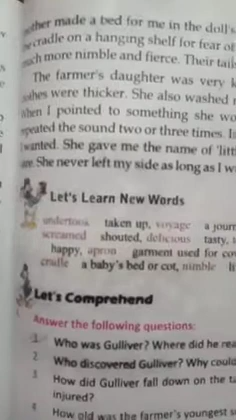 other made a bed for me in the doll's
cradle on a hanging shelf for fear of
much more nimble and fierce. Their tails
The farmer's daughter was very k
clothes were thicker. She also washed
when I pointed to something she wo
repeated the sound two or three times. I
I wanted. She gave me the name of 'litt
She never left my side as long as I w
Let's Learn New Words
undertook taken up, voyage a journ
screamed shouted, delicious tasty,
happy, apron garment used for cov
cradle a baby's bed or cot, nimble li
Let's Comprehend
Answer the following questions:
1 Who was Gulliver? Where did he rea
2 Who discovered Gulliver? Why could
3 How did Gulliver fall down on the ta
injured?
4 How old was the farmer's youngest s